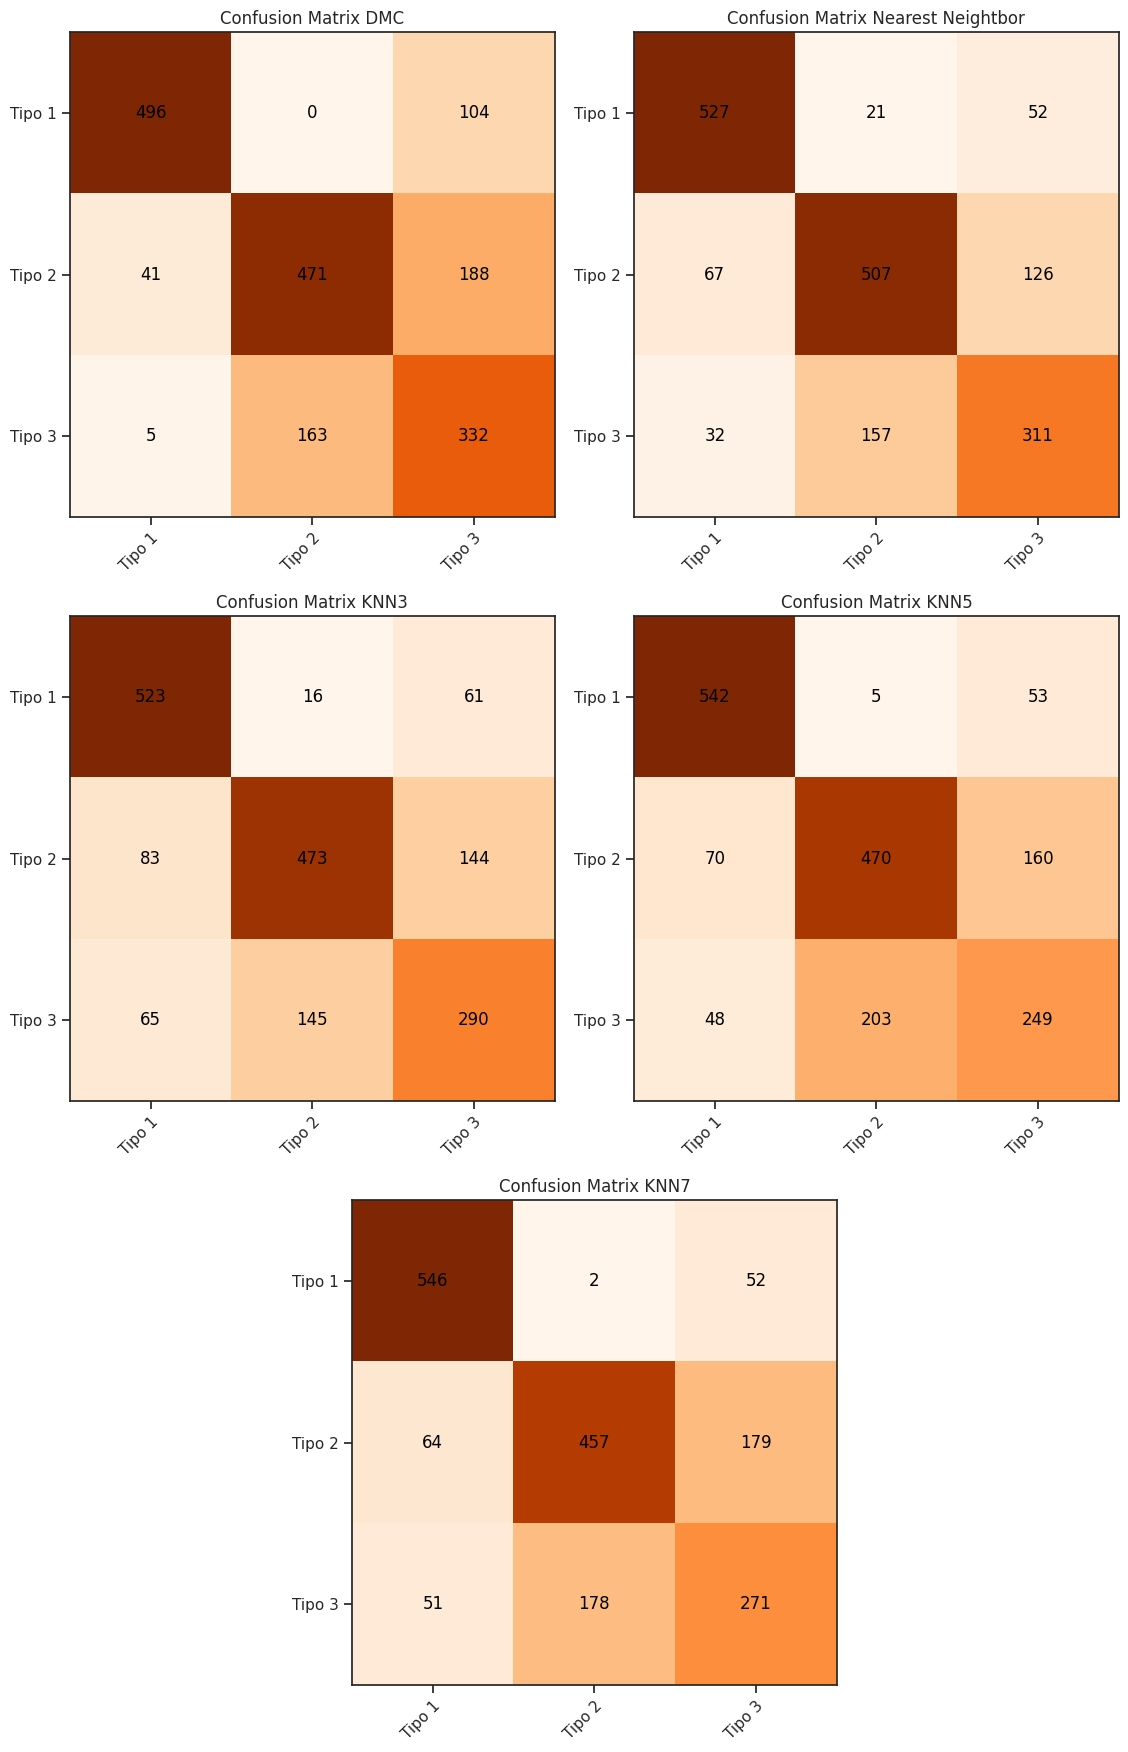 Confusion Matrix DMC
Tipo 1 496 0 104
Tipo 2 41 471 188
Tipo 3 5 163 332
Tipo 1 Tipo 2 Tipo 3
Confusion Matrix Nearest Neightbor
Tipo 1 527 21 52
Tipo 2 67 507 126
Tipo 3 32 157 311
Tipo 1 Tipo 2 Tipo 3
Confusion Matrix KNN3
Tipo 1 523 16 61
Tipo 2 83 473 144
Tipo 3 65 145 290
Tipo 1 Tipo 2 Tipo 3
Confusion Matrix KNN5
Tipo 1 542 5 53
Tipo 2 70 470 160
Tipo 3 48 203 249
Tipo 1 Tipo 2 Tipo 3
Confusion Matrix KNN7
Tipo 1 546 2 52
Tipo 2 64 457 179
Tipo 3 51 178 271
Tipo 1 Tipo 2 Tipo 3